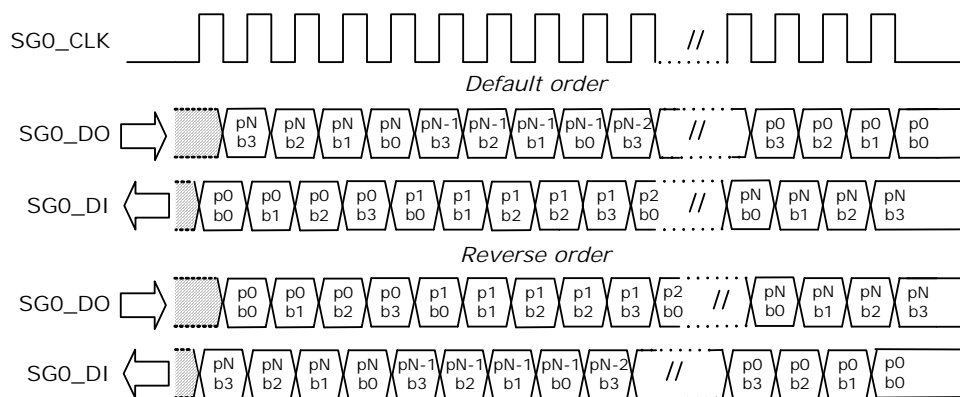 SG0_CLK
//
Default order
SG0_DO
pN pN pN pN pN-1 pN-1 pN-1 pN-1 pN-2 // p0 p0 p0 p0
b3 b2 b1 b0 b3 b2 b1 b0 b3 b3 b2 b1 b0
SG0_DI
p0 p0 p0 p0 p1 p1 p1 p1 p1 p2 // pN pN pN pN
b0 b1 b2 b3 b0 b1 b2 b2 b3 b0 b0 b1 b2 b3
Reverse order
SG0_DO
p0 p0 p0 p0 p1 p1 p1 p1 p1 p2 // pN pN pN pN
b0 b1 b2 b3 b0 b1 b2 b2 b3 b0 b0 b1 b2 b3
SG0_DI
pN pN pN pN pN-1 pN-1 pN-1 pN-1 pN-2 // p0 p0 p0 p0
b3 b2 b1 b0 b3 b2 b1 b0 b3 b3 b2 b1 b0